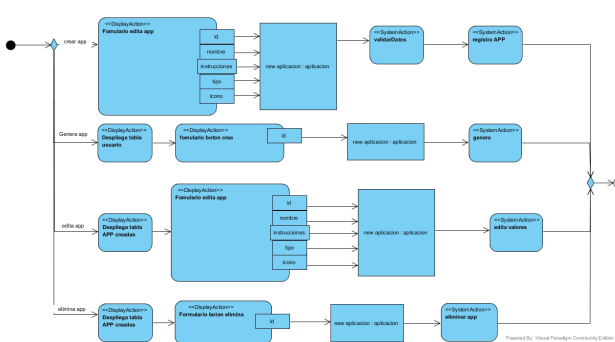 crear app
<<DisplayAction>>
Fomulario edita app
id
nombre
instrucciones
tipo
icono
new aplicacion : aplicacion
<<SystemAction>>
validarDatos
<<SystemAction>>
registra APP
Genera app
<<DisplayAction>>
Despliega tabla
usuario
<<DisplayAction>>
fomulario boton crea
id
new aplicacion : aplicacion
<<SystemAction>>
genera
edita app
<<DisplayAction>>
Despliega tabla
APP creadas
<<DisplayAction>>
Fomulario edita app
id
nombre
instrucciones
tipo
icono
new aplicacion : aplicacion
<<SystemAction>>
edita valores
elimina app
<<DisplayAction>>
Despliega tabla
APP creadas
<<DisplayAction>>
Formulario boton elimina
id
new aplicacion : aplicacion
<<SystemAction>>
eliminar app
Powered By Visual Paradigm Community Edition